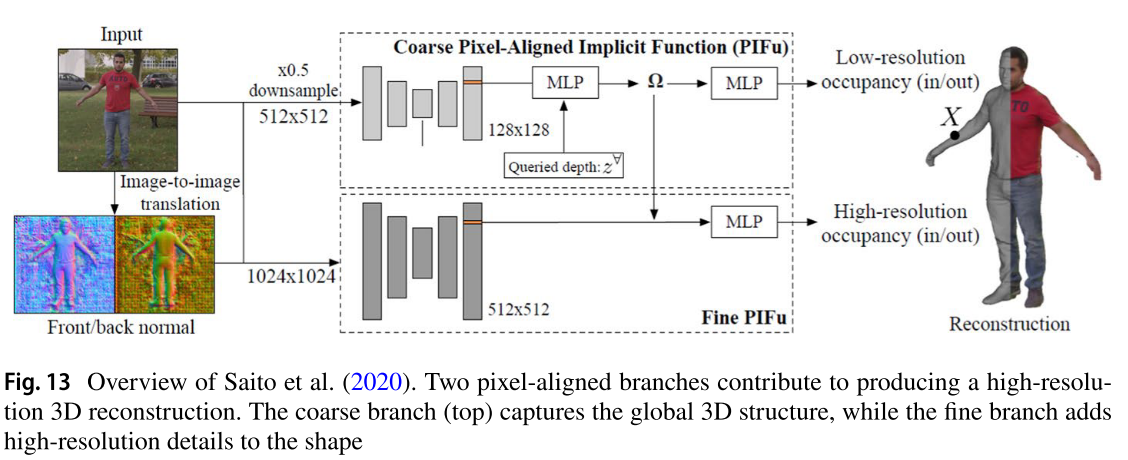 Input
x0.5
downsample
512x512
Image-to-image
translation
Front/back normal
1024x1024
Coarse Pixel-Aligned Implicit Function (PIFu)
MLP
Ω
MLP
128x128
Queried depth: z∀
MLP
512x512
Fine PIFu
Low-resolution
occupancy (in/out)
High-resolution
occupancy (in/out)
X
TO
Reconstruction
Fig. 13 Overview of Saito et al. (2020). Two pixel-aligned branches contribute to producing a high-resolu-
tion 3D reconstruction. The coarse branch (top) captures the global 3D structure, while the fine branch adds
high-resolution details to the shape